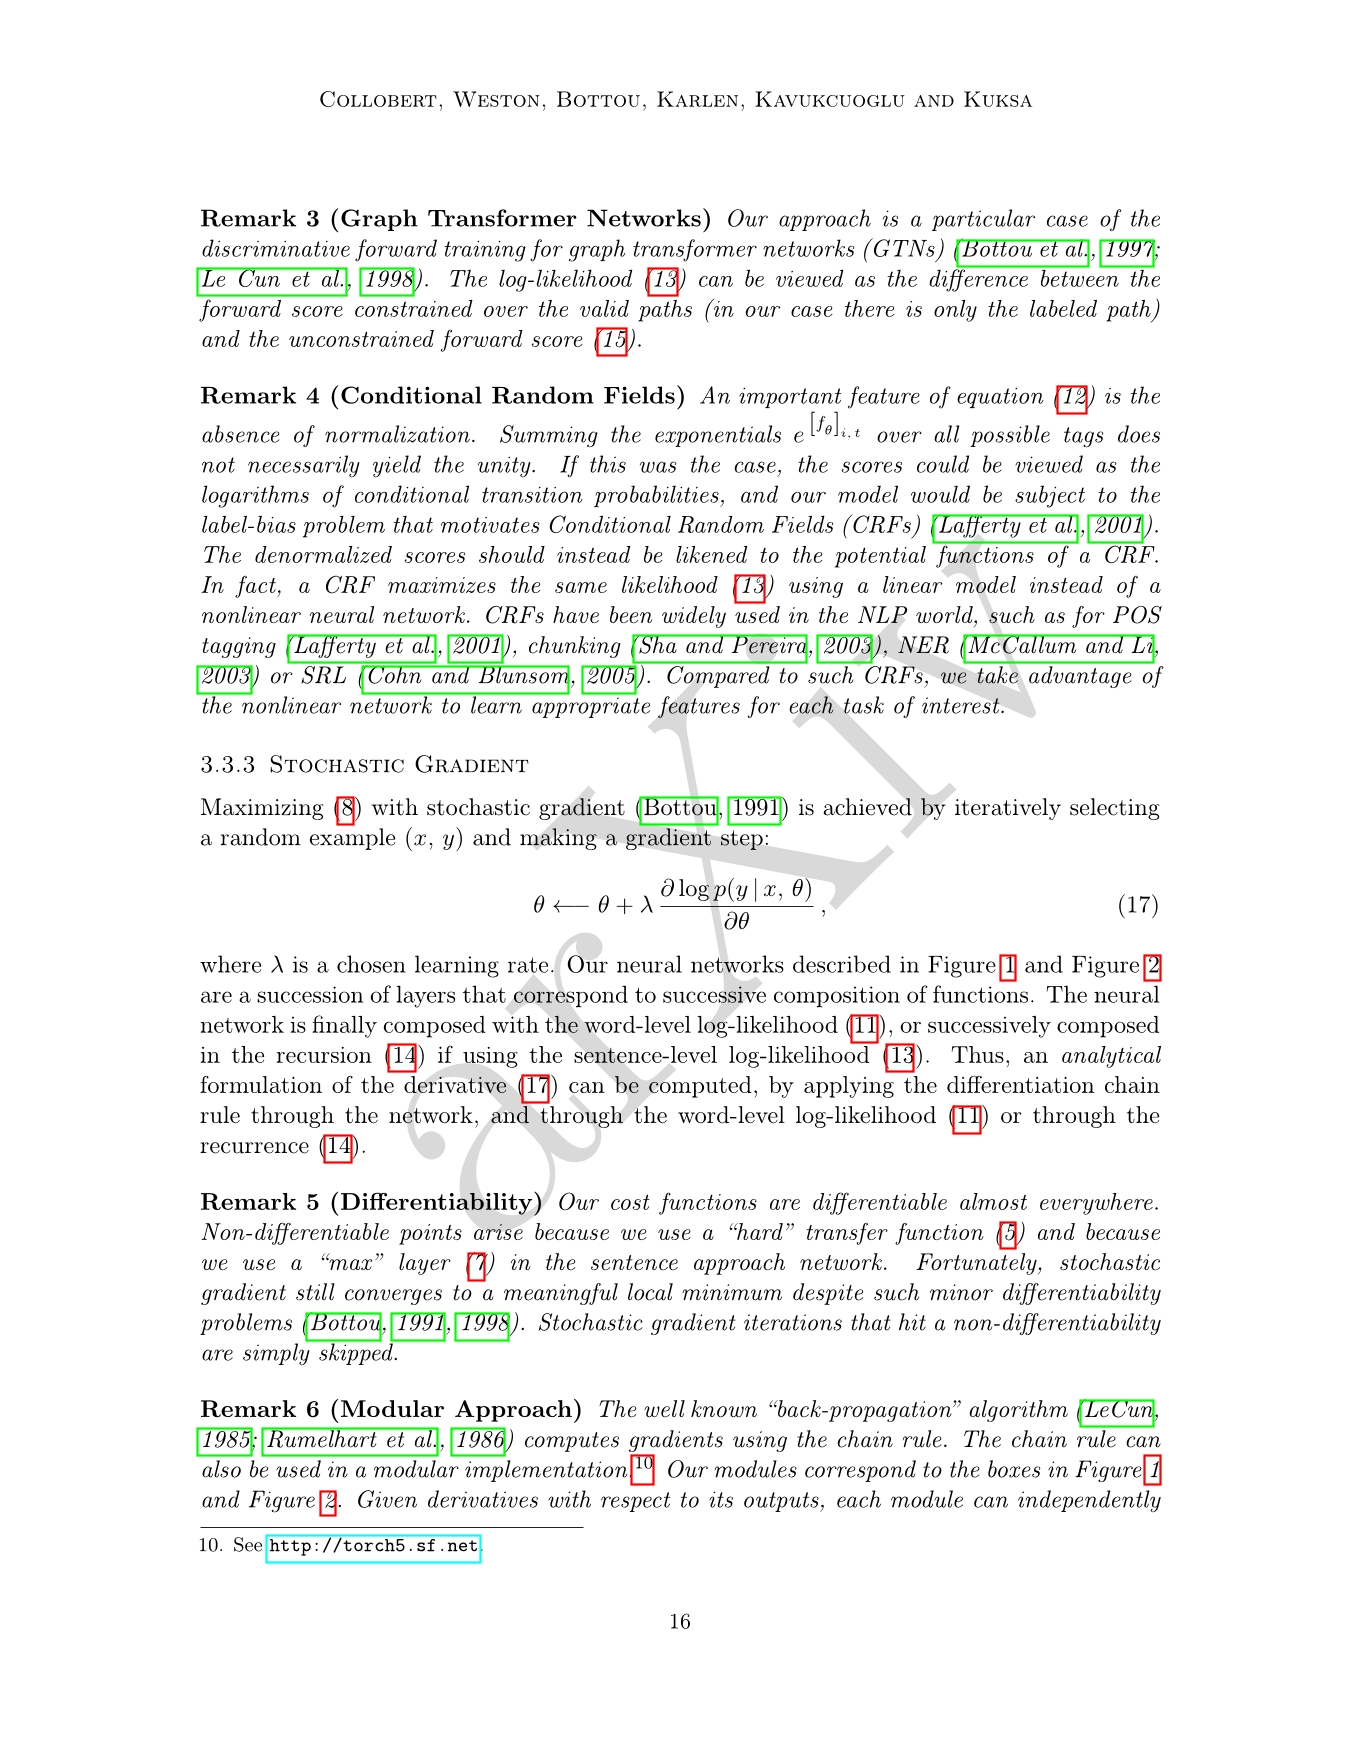 Collobert, Weston, Bottou, Karlen, Kavukcuoglu and Kuksa
Remark 3 (Graph Transformer Networks) Our approach is a particular case of the
discriminative forward training for graph transformer networks (GTNs) (Bottou et al., 1997;
Le Cun et al., 1998). The log-likelihood (13) can be viewed as the difference between the
forward score constrained over the valid paths (in our case there is only the labeled path)
and the unconstrained forward score (15).
Remark 4 (Conditional Random Fields) An important feature of equation (12) is the
absence of normalization. Summing the exponentials e^{[f_θ]_{i,t}} over all possible tags does
not necessarily yield the unity. If this was the case, the scores could be viewed as the
logarithms of conditional transition probabilities, and our model would be subject to the
label-bias problem that motivates Conditional Random Fields (CRFs) (Lafferty et al., 2001).
The denormalized scores should instead be likened to the potential functions of a CRF.
In fact, a CRF maximizes the same likelihood (13) using a linear model instead of a
nonlinear neural network. CRFs have been widely used in the NLP world, such as for POS
tagging (Lafferty et al., 2001), chunking (Sha and Pereira, 2003), NER (McCallum and Li,
2003) or SRL (Cohn and Blunsom, 2005). Compared to such CRFs, we take advantage of
the nonlinear network to learn appropriate features for each task of interest.
3.3.3 Stochastic Gradient
Maximizing (8) with stochastic gradient (Bottou, 1991) is achieved by iteratively selecting
a random example (x, y) and making a gradient step:
θ ⟵ θ + λ ∂ log p(y | x, θ) / ∂θ , (17)
where λ is a chosen learning rate. Our neural networks described in Figure 1 and Figure 2
are a succession of layers that correspond to successive composition of functions. The neural
network is finally composed with the word-level log-likelihood (11), or successively composed
in the recursion (14) if using the sentence-level log-likelihood (13). Thus, an analytical
formulation of the derivative (17) can be computed, by applying the differentiation chain
rule through the network, and through the word-level log-likelihood (11) or through the
recurrence (14).
Remark 5 (Differentiability) Our cost functions are differentiable almost everywhere.
Non-differentiable points arise because we use a “hard” transfer function (5) and because
we use a “max” layer (7) in the sentence approach network. Fortunately, stochastic
gradient still converges to a meaningful local minimum despite such minor differentiability
problems (Bottou, 1991, 1998). Stochastic gradient iterations that hit a non-differentiability
are simply skipped.
Remark 6 (Modular Approach) The well known “back-propagation” algorithm (LeCun,
1985; Rumelhart et al., 1986) computes gradients using the chain rule. The chain rule can
also be used in a modular implementation.10 Our modules correspond to the boxes in Figure 1
and Figure 2. Given derivatives with respect to its outputs, each module can independently
10. See http://torch5.sf.net.
16
arXiv